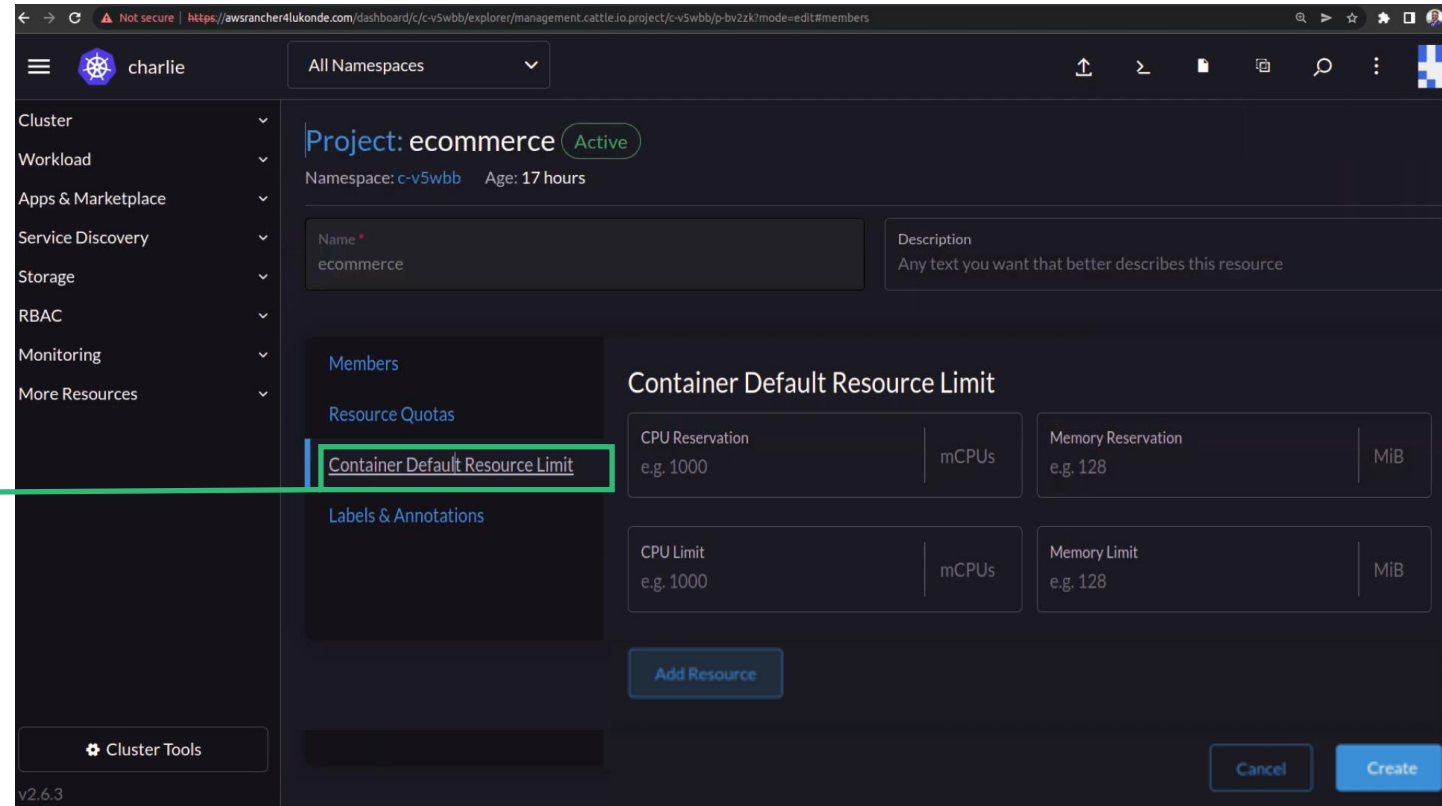 Not secure | https://awsrancher4lukonde.com/dashboard/c/c-v5wbb/explorer/management.cattle.io.project/c-v5wbb/p-bv2zk?mode=edit#members
charlie
All Namespaces
Cluster
Workload
Apps & Marketplace
Service Discovery
Storage
RBAC
Monitoring
More Resources
Cluster Tools
v2.6.3
Project: ecommerce Active
Namespace: c-v5wbb Age: 17 hours
Name *
ecommerce
Description
Any text you want that better describes this resource
Members
Resource Quotas
Container Default Resource Limit
Labels & Annotations
Container Default Resource Limit
CPU Reservation
e.g. 1000 mCPUs
Memory Reservation
e.g. 128 MiB
CPU Limit
e.g. 1000 mCPUs
Memory Limit
e.g. 128 MiB
Add Resource
Cancel
Create